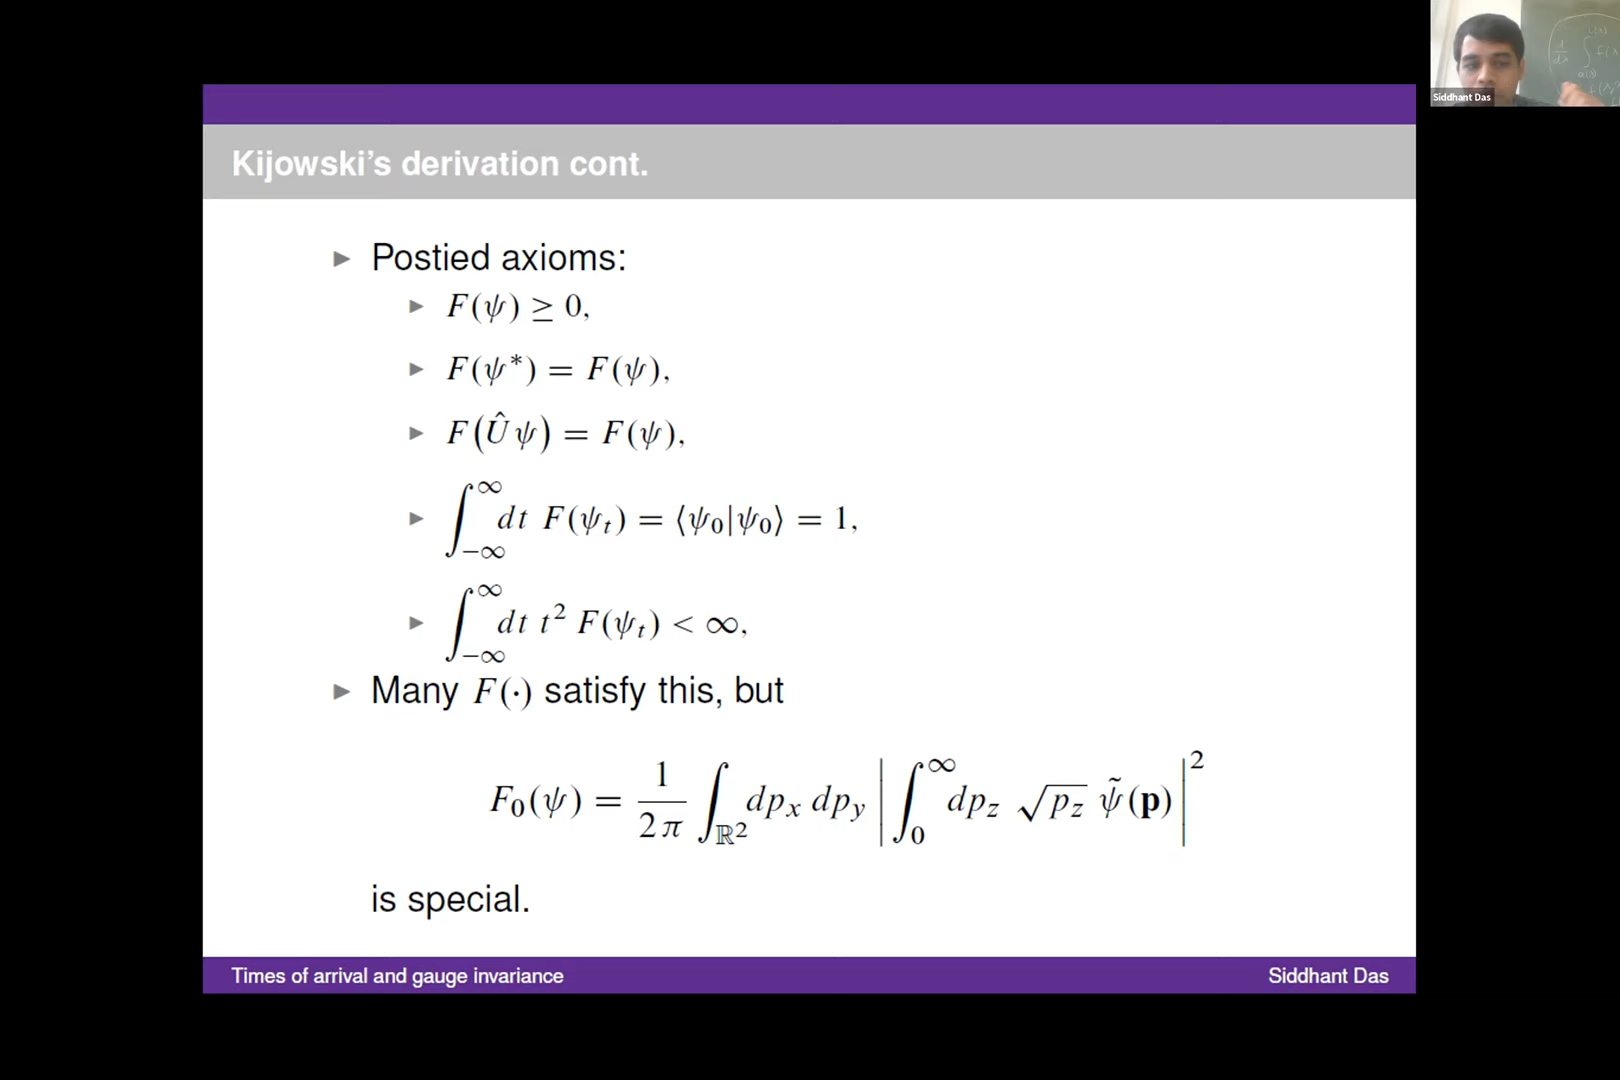 Siddhant Das
Kijowski's derivation cont.
Postied axioms:
F(ψ) ≥ 0,
F(ψ*) = F(ψ),
F(Ûψ) = F(ψ),
∫_{-∞}^{∞} dt F(ψ_t) = ⟨ψ_0|ψ_0⟩ = 1,
∫_{-∞}^{∞} dt t² F(ψ_t) < ∞,
Many F(·) satisfy this, but
F_0(ψ) = 1/2π ∫_{ℝ²} dp_x dp_y |∫_0^∞ dp_z √p_z ψ̃(𝐩)|²
is special.
Times of arrival and gauge invariance
Siddhant Das